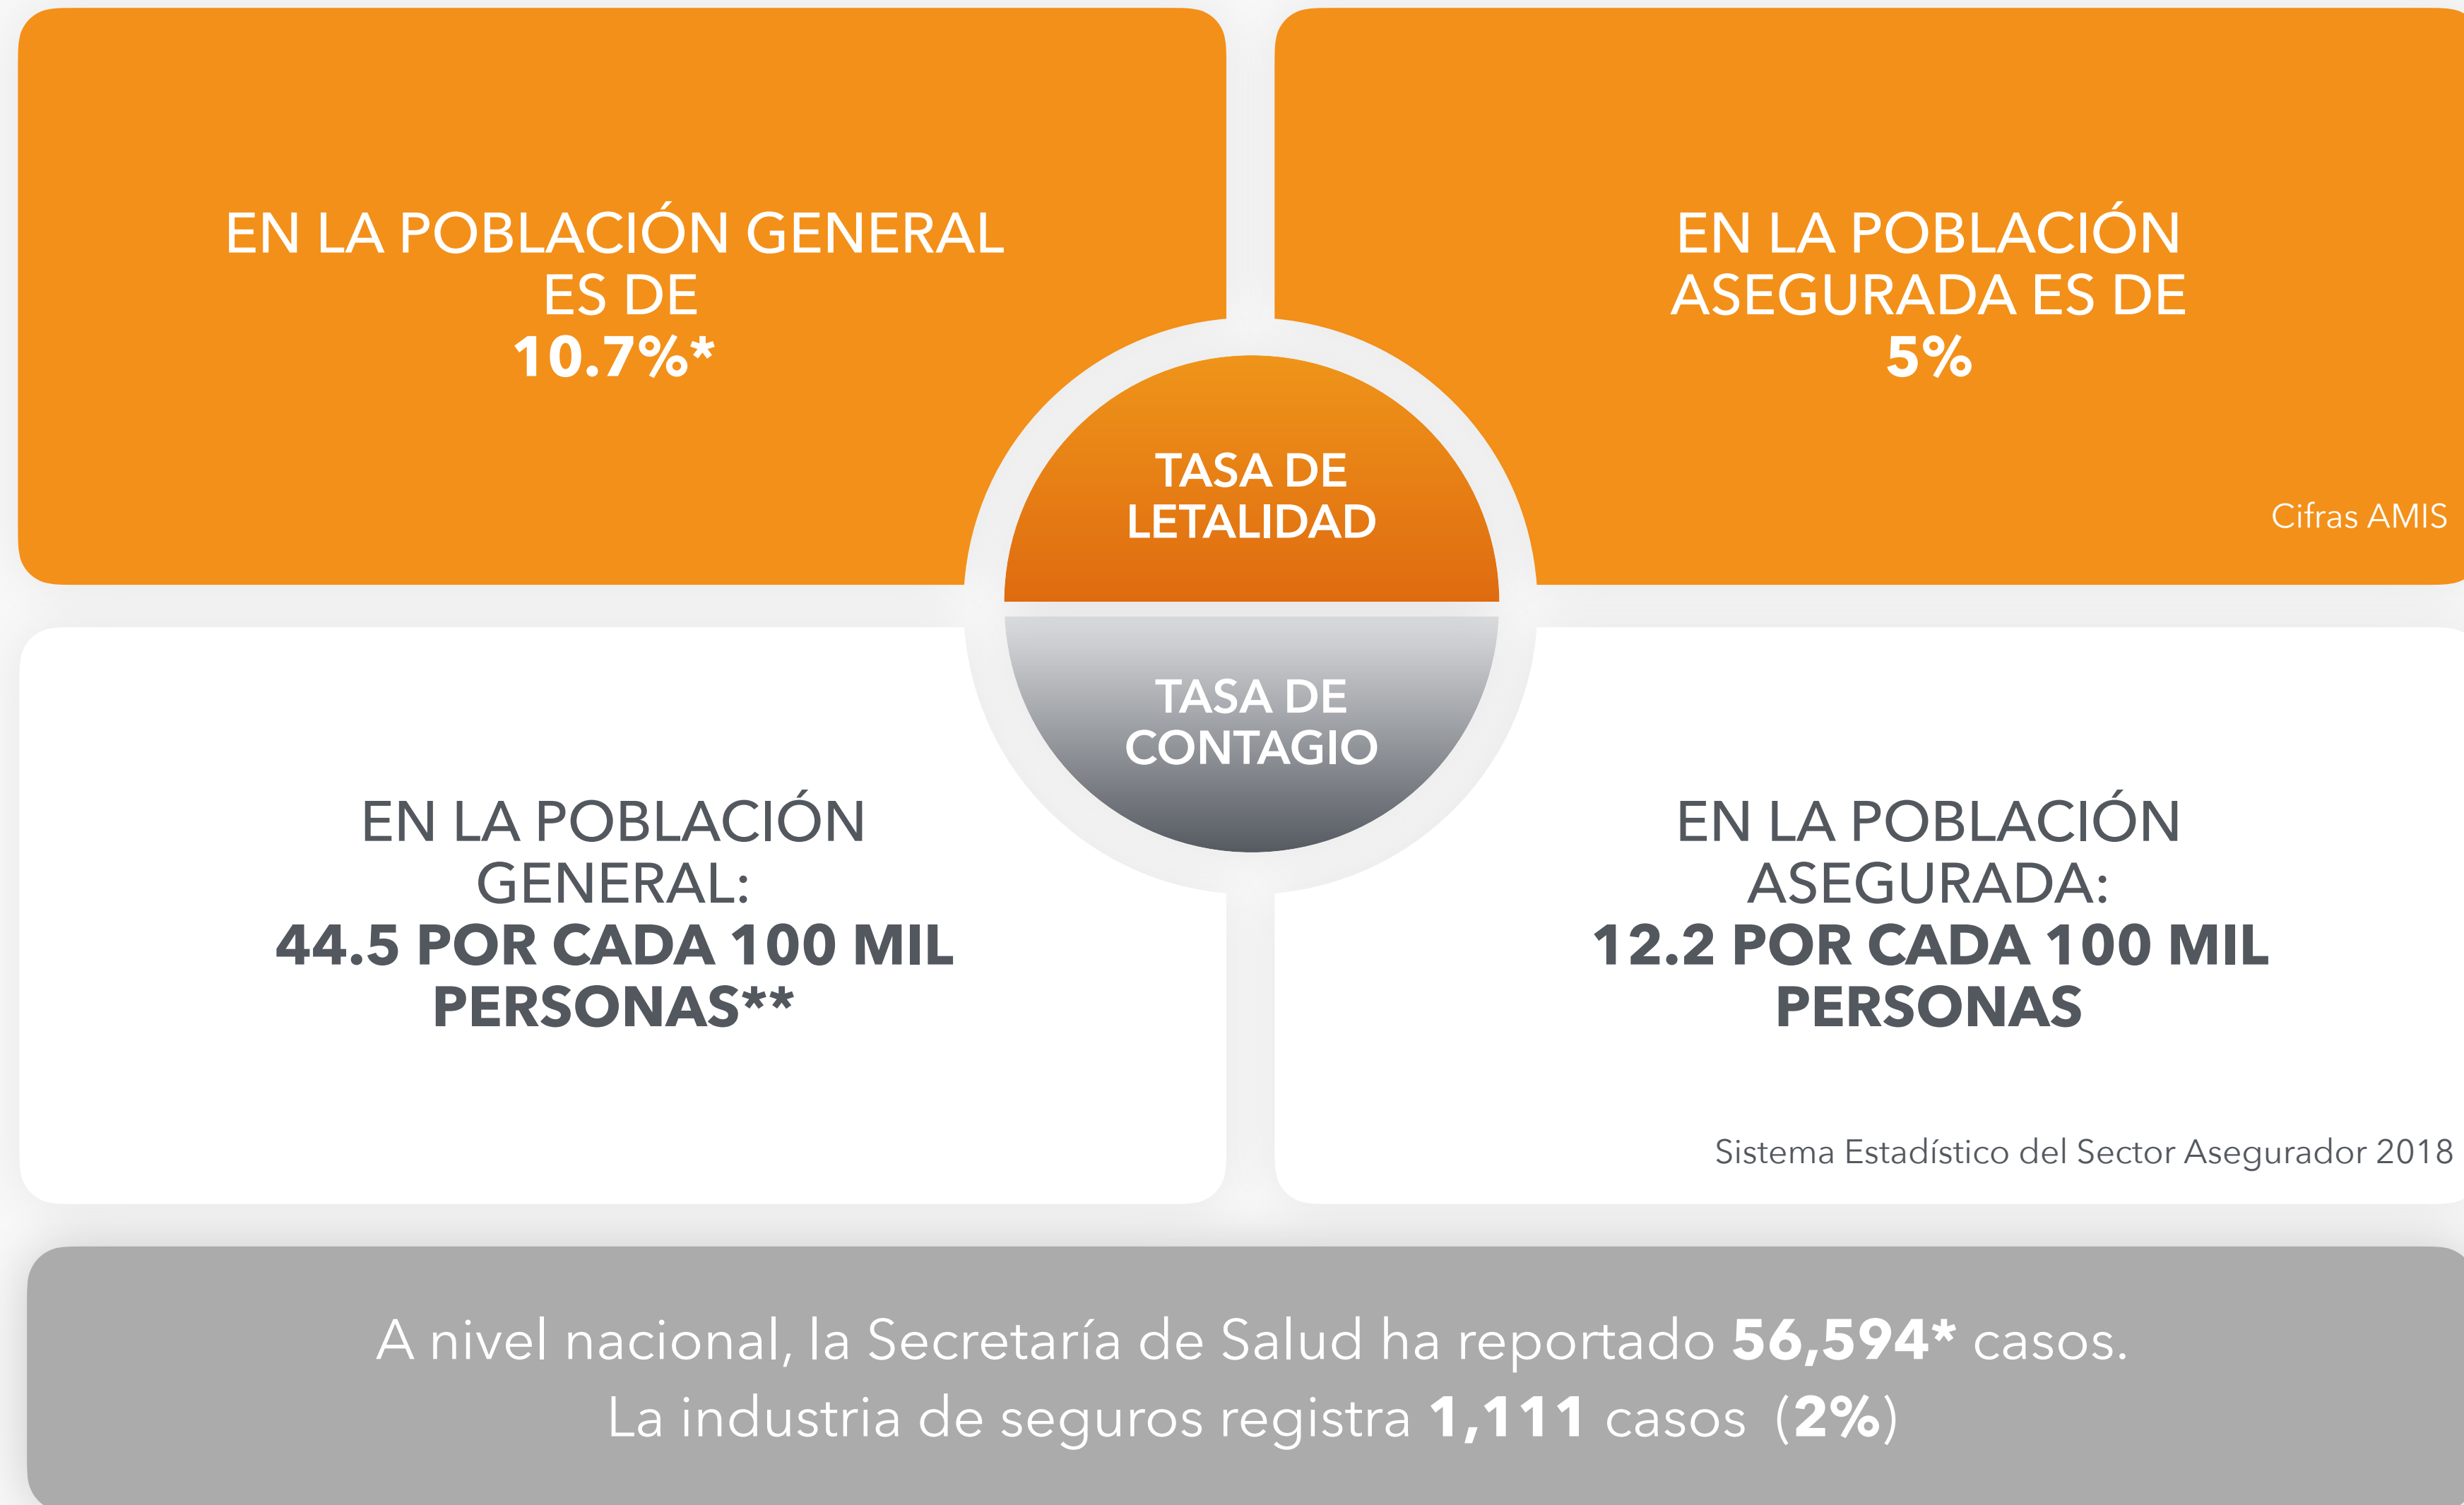 EN LA POBLACIÓN GENERAL
ES DE
10.7%*
EN LA POBLACIÓN
ASEGURADA ES DE
5%
Cifras AMIS
TASA DE
LETALIDAD
TASA DE
CONTAGIO
EN LA POBLACIÓN
GENERAL:
44.5 POR CADA 100 MIL
PERSONAS**
EN LA POBLACIÓN
ASEGURADA:
12.2 POR CADA 100 MIL
PERSONAS
Sistema Estadístico del Sector Asegurador 2018
A nivel nacional, la Secretaría de Salud ha reportado 56,594* casos.
La industria de seguros registra 1,111 casos (2%)